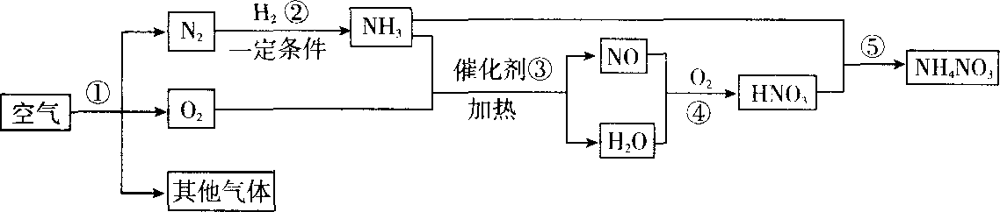 空气
①
N₂
O₂
其他气体
H₂ ②
一定条件
NH₃
催化剂③
加热
NO
H₂O
O₂
④
HNO₃
⑤
NH₄NO₃